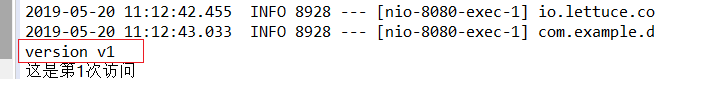 2019-05-20 11:12:42.455  INFO 8928 --- [nio-8080-exec-1] io.lettuce.co
2019-05-20 11:12:43.033  INFO 8928 --- [nio-8080-exec-1] com.example.d
version v1
这是第1次访问